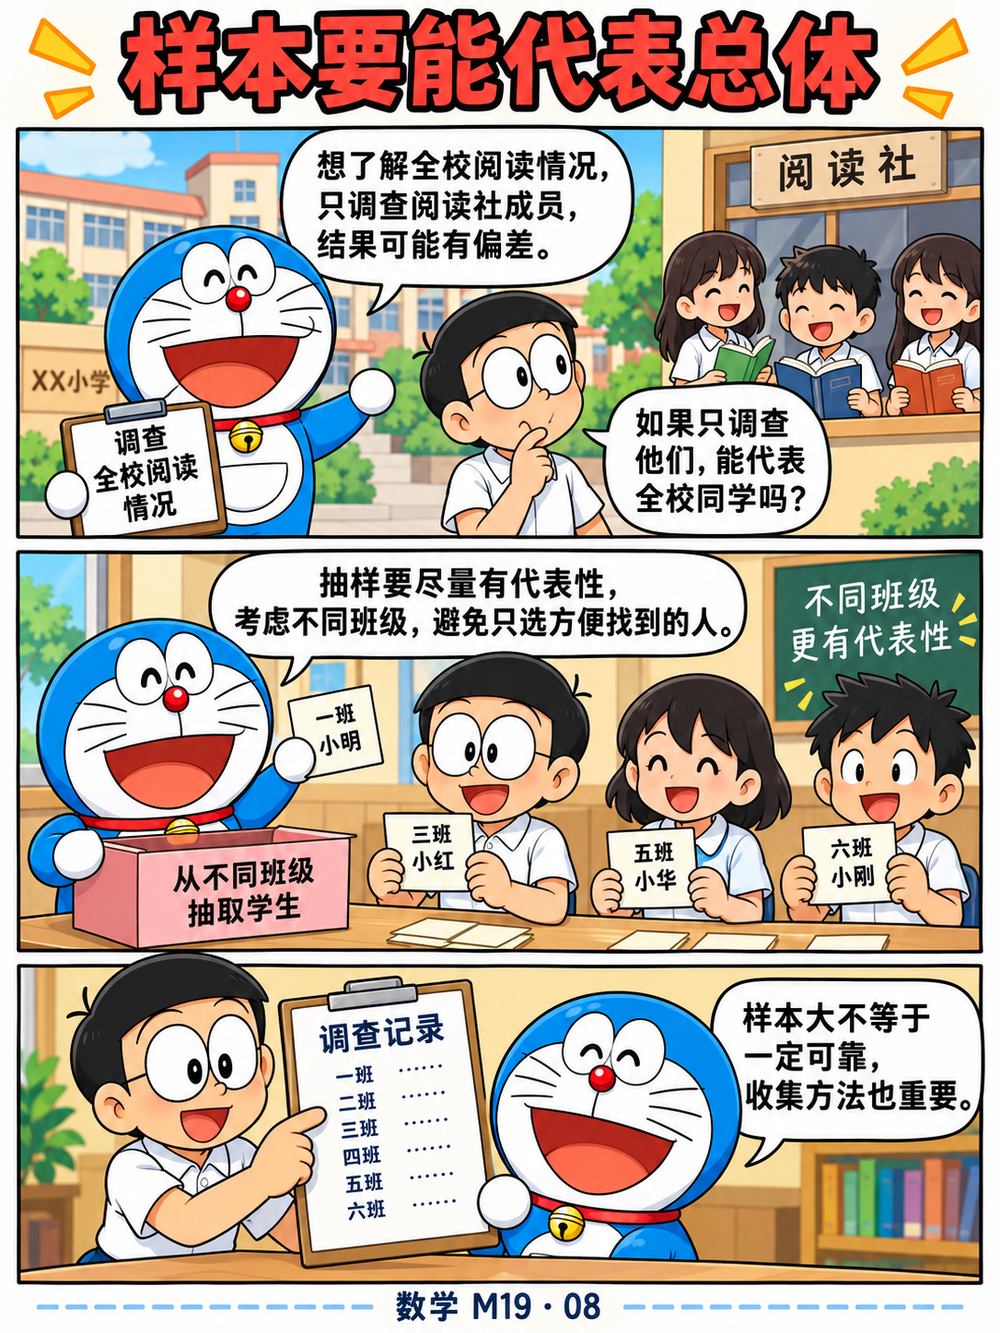 样本要能代表总体
想了解全校阅读情况，
只调查阅读社成员，
结果可能有偏差。
阅读社
XX小学
调查
全校阅读
情况
如果只调查
他们，能代表
全校同学吗？
抽样要尽量有代表性，
考虑不同班级，避免只选方便找到的人。
不同班级
更有代表性
一班
小明
三班
小红
五班
小华
六班
小刚
从不同班级
抽取学生
调查记录
一班 ……
二班 ……
三班 ……
四班 ……
五班 ……
六班 ……
样本大不等于
一定可靠，
收集方法也重要。
数学 M19·08